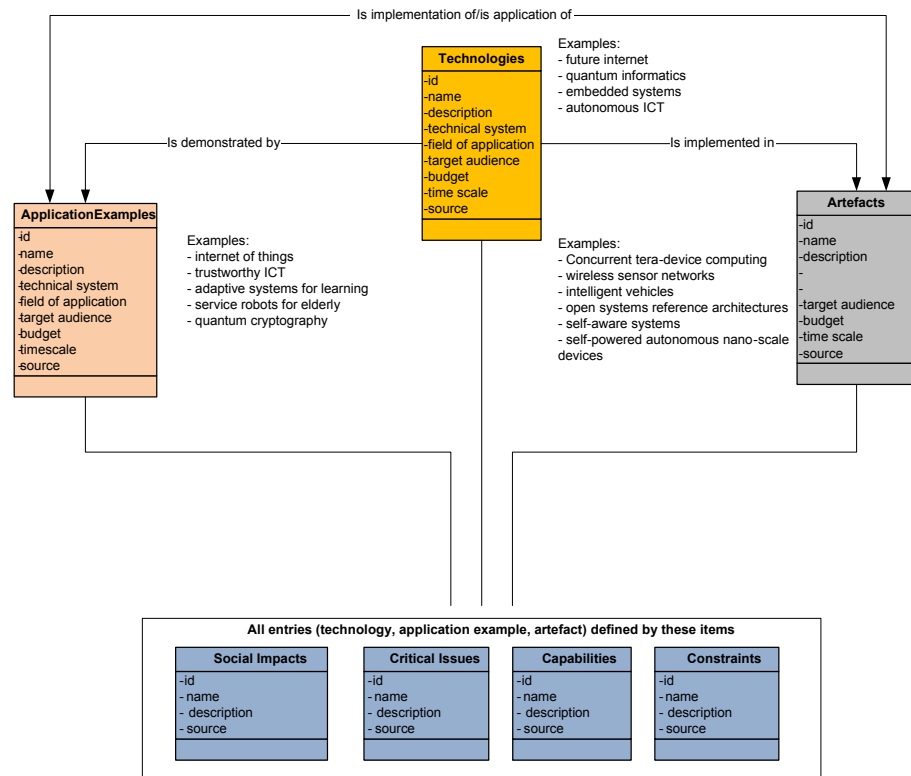 Is implementation of/is application of
Technologies
-id
-name
-description
-technical system
-field of application
-target audience
-budget
-time scale
-source
Examples:
- future internet
- quantum informatics
- embedded systems
- autonomous ICT
Is demonstrated by
Is implemented in
ApplicationExamples
-id
-name
-description
-technical system
-field of application
-target audience
-budget
-timescale
-source
Examples:
- internet of things
- trustworthy ICT
- adaptive systems for learning
- service robots for elderly
- quantum cryptography
Examples:
- Concurrent tera-device computing
- wireless sensor networks
- intelligent vehicles
- open systems reference architectures
- self-aware systems
- self-powered autonomous nano-scale
devices
Artefacts
-id
-name
-description
-
-
-target audience
-budget
-time scale
-source
All entries (technology, application example, artefact) defined by these items
Social Impacts
-id
- name
- description
- source
Critical Issues
-id
- name
- description
- source
Capabilities
-id
- name
- description
- source
Constraints
-id
- name
- description
- source